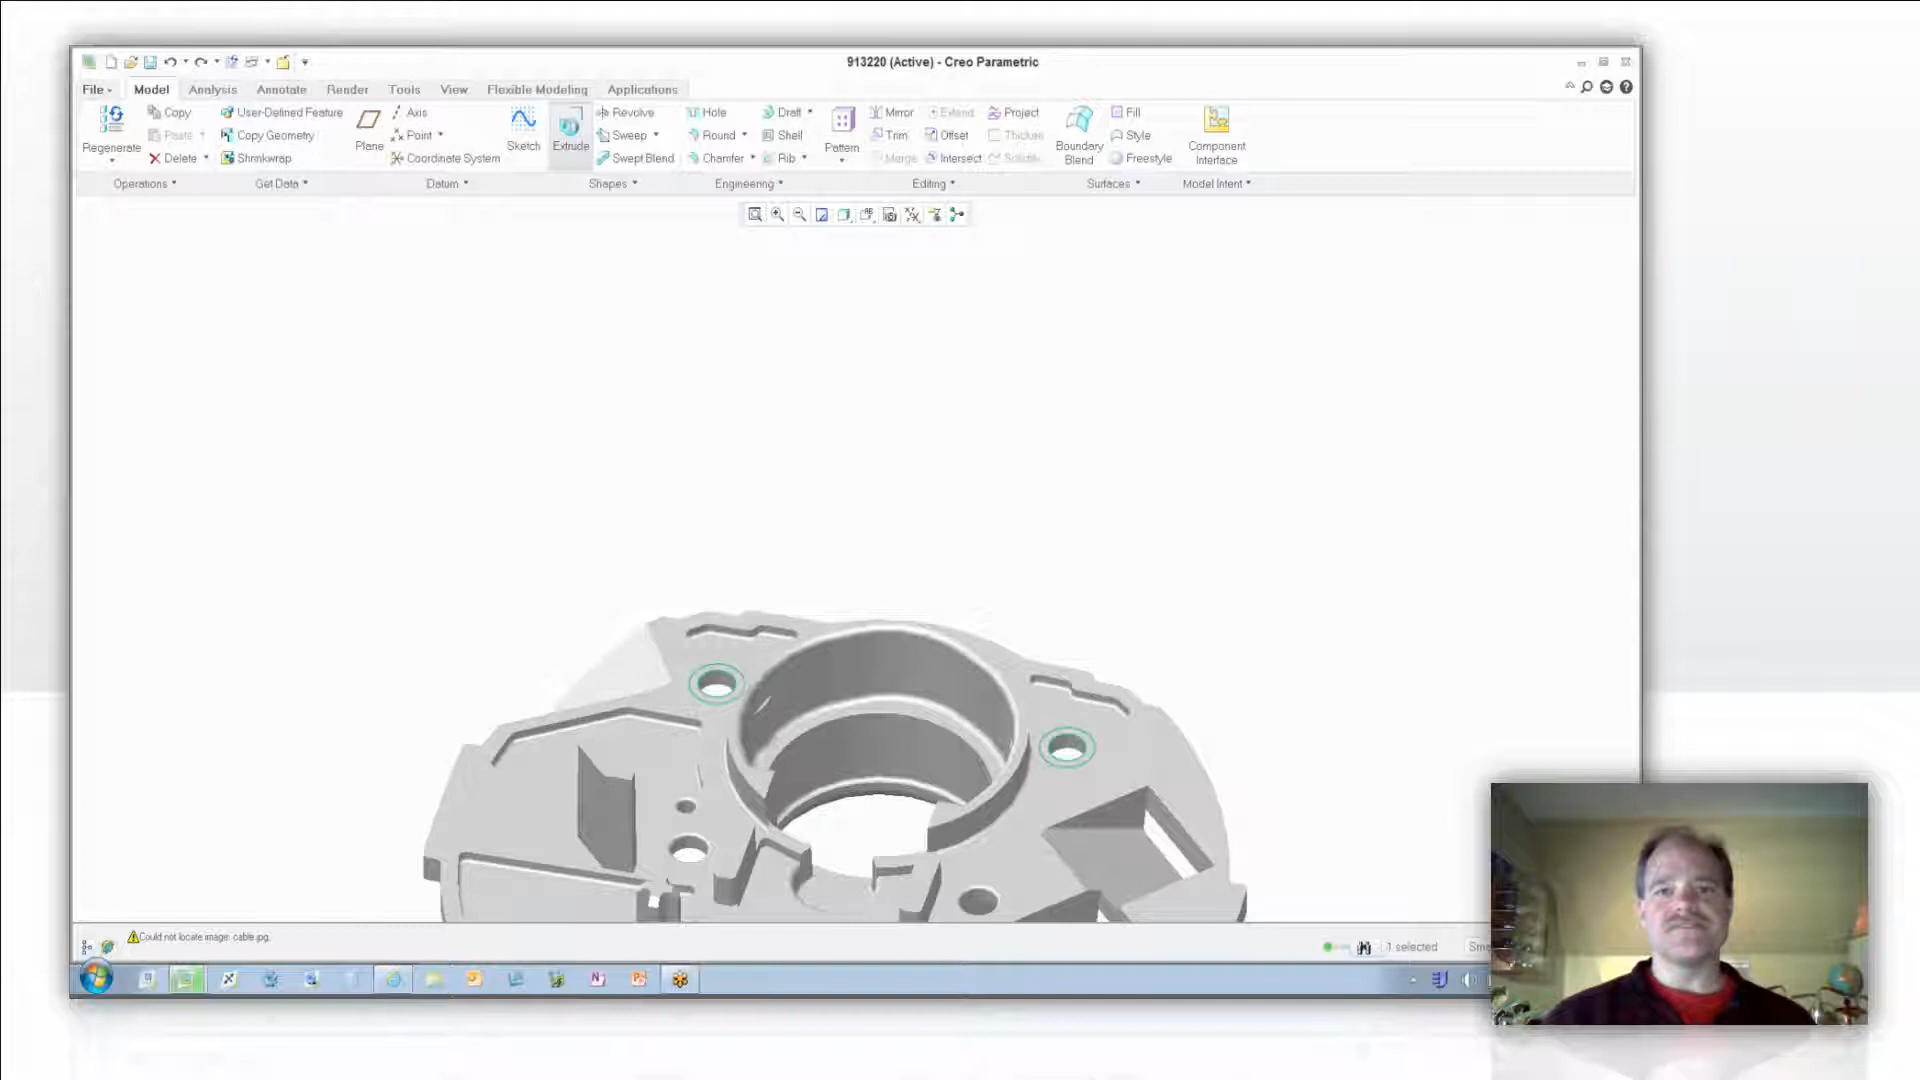 913220 (Active) - Creo Parametric
File Model Analysis Annotate Render Tools View Flexible Modeling Applications
Regenerate Copy User-Defined Feature Plane Axis Sketch Extrude Revolve Hole Draft Pattern Mirror Extend Project Boundary Blend Fill Component Interface
Paste Copy Geometry Point Sweep Round Shell Trim Offset Thicken Style
Delete Shrinkwrap Coordinate System Swept Blend Chamfer Rib Merge Intersect Solidify Freestyle
Operations Get Data Datum Shapes Engineering Editing Surfaces Model Intent
Could not locate image: cable.jpg.
1 selected